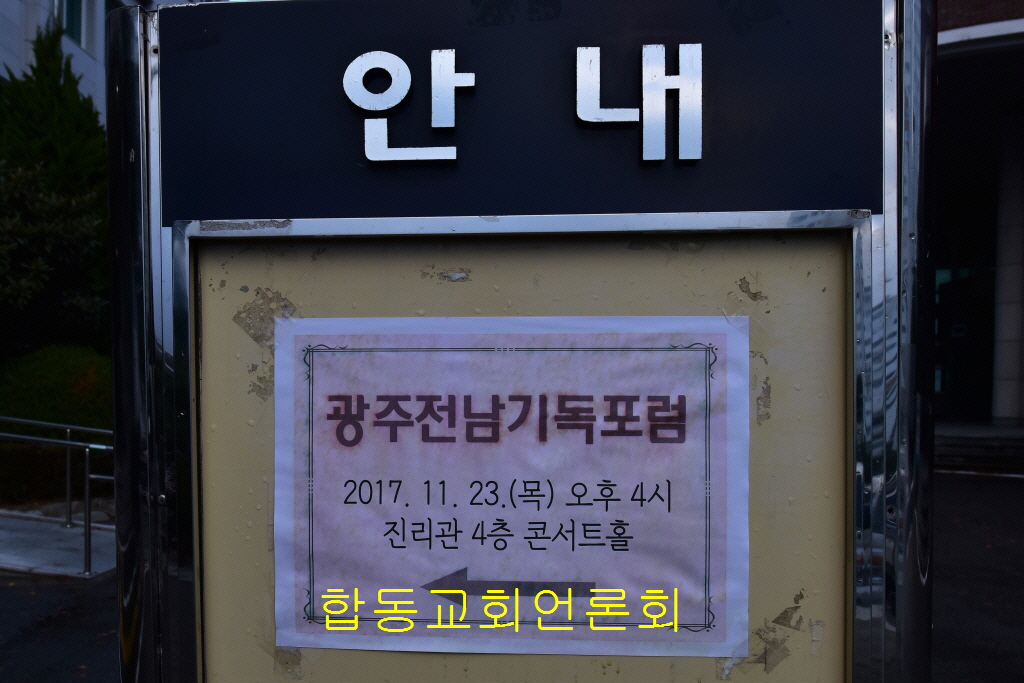 안내
광주전남기독포럼
2017. 11. 23.(목) 오후 4시
진리관 4층 콘서트홀
합동교회언론회